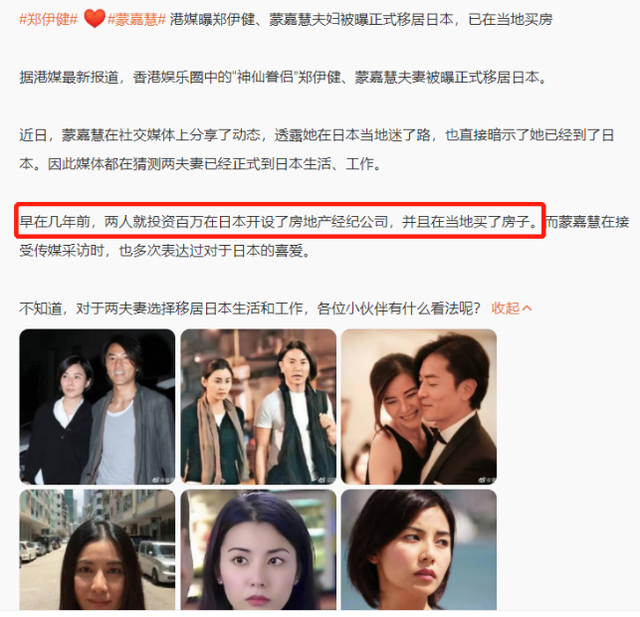 #郑伊健# ❤️ #蒙嘉慧# 港媒曝郑伊健、蒙嘉慧夫妇被曝正式移居日本，已在当地买房
据港媒最新报道，香港娱乐圈中的“神仙眷侣”郑伊健、蒙嘉慧夫妻被曝正式移居日本。
近日，蒙嘉慧在社交媒体上分享了动态，透露她在日本当地迷了路，也直接暗示了她已经到了日
本。因此媒体都在猜测两夫妻已经正式到日本生活、工作。
早在几年前，两人就投资百万在日本开设了房地产经纪公司，并且在当地买了房子。而蒙嘉慧在接
受传媒采访时，也多次表达过对于日本的喜爱。
不知道，对于两夫妻选择移居日本生活和工作，各位小伙伴有什么看法呢？ 收起